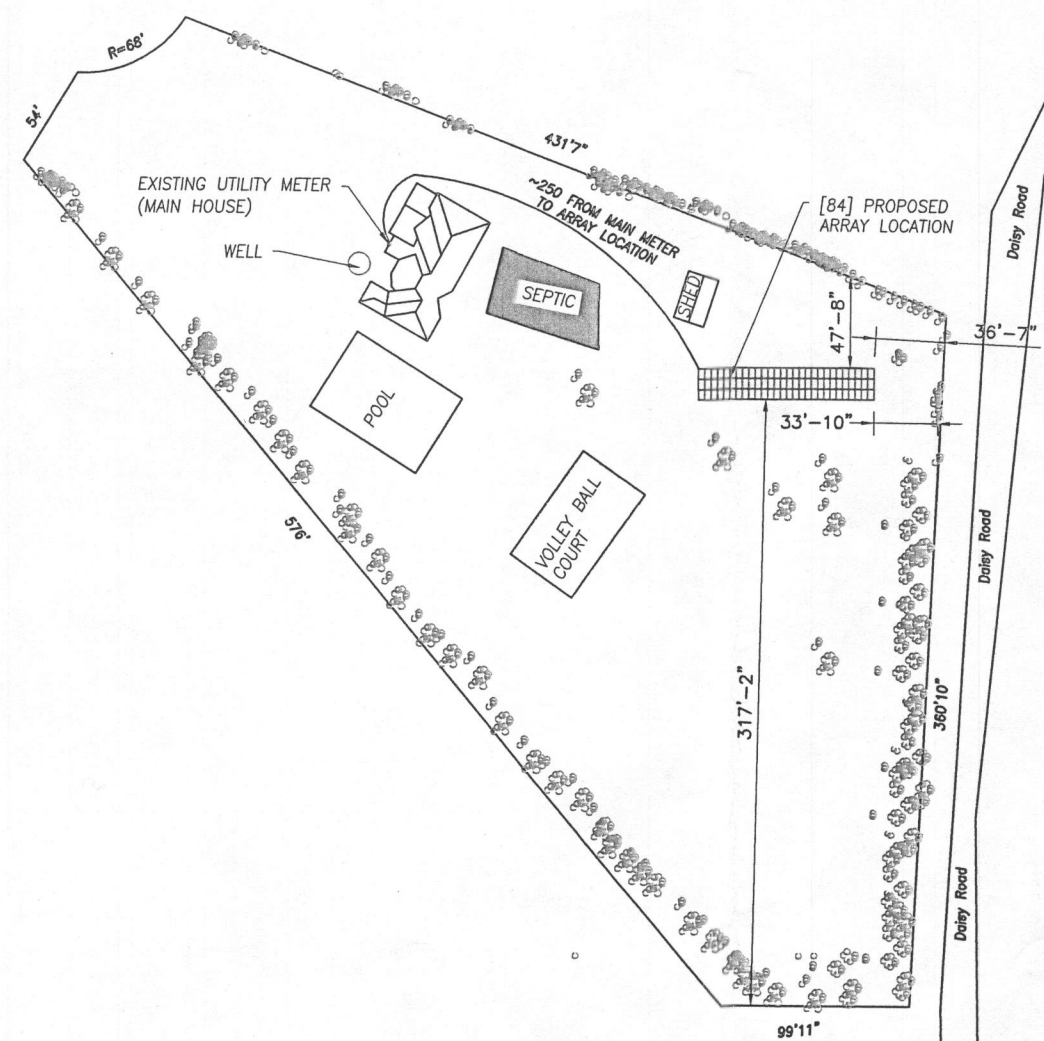 R=68'
54'
431'7"
EXISTING UTILITY METER
(MAIN HOUSE)
WELL
~250 FROM MAIN METER
TO ARRAY LOCATION
[84] PROPOSED
ARRAY LOCATION
Daisy Road
SEPTIC
SHED
47'-8"
36'-7"
POOL
33'-10"
VOLLEY BALL
COURT
576'
Daisy Road
317'-2"
360'10"
Daisy Road
99'11"